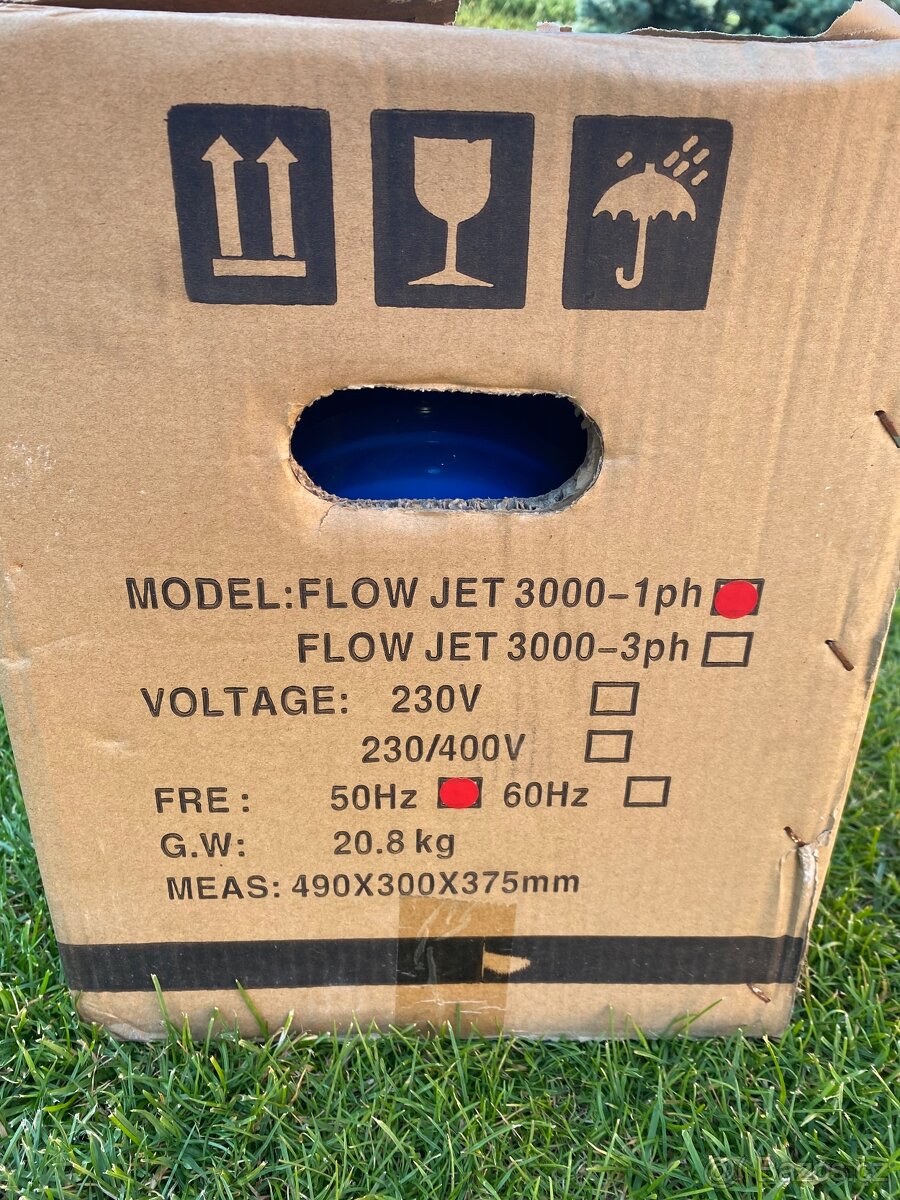 MODEL:FLOW JET 3000-1ph
FLOW JET 3000-3ph
VOLTAGE: 230V
230/400V
FRE: 50Hz 60Hz
G.W: 20.8 kg
MEAS: 490X300X375mm